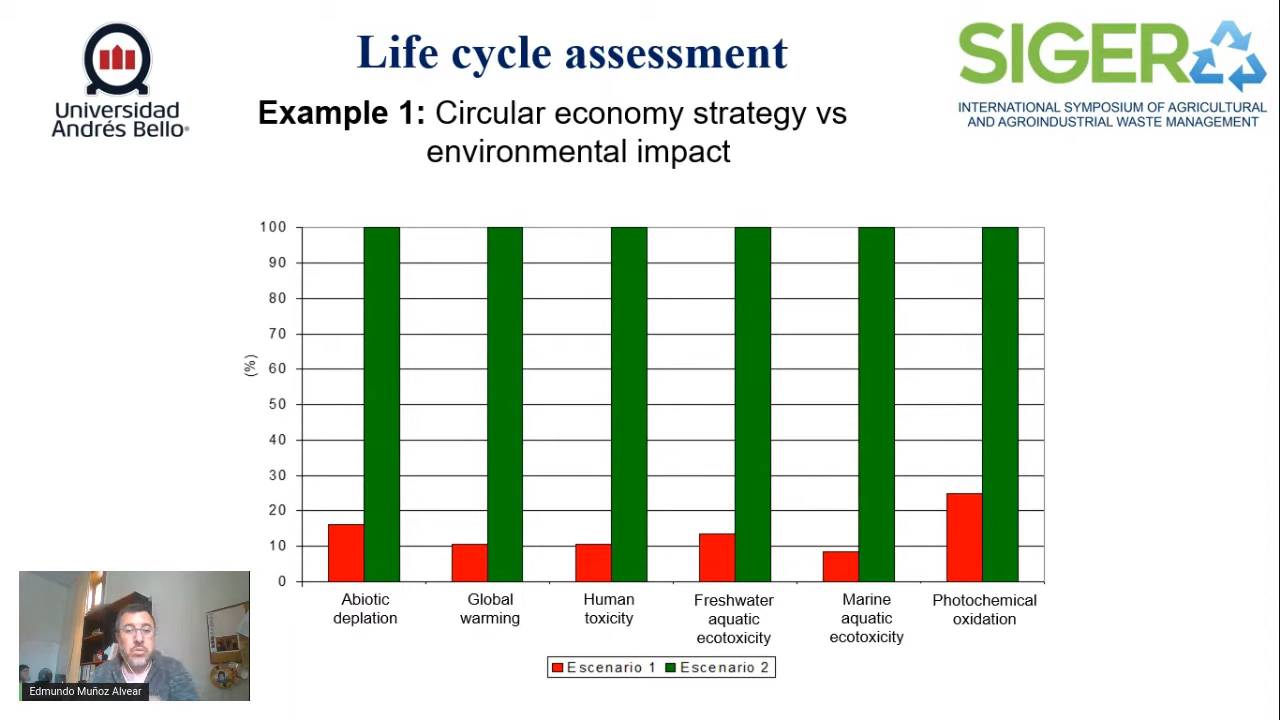 Universidad
Andrés Bello®
Life cycle assessment
SIGERA
INTERNATIONAL SYMPOSIUM OF AGRICULTURAL
AND AGROINDUSTRIAL WASTE MANAGEMENT
Example 1: Circular economy strategy vs
environmental impact
100
90
80
70
60
50
40
30
20
10
0
(%)
Abiotic
deplation
Global
warming
Human
toxicity
Freshwater
aquatic
ecotoxicity
Marine
aquatic
ecotoxicity
Photochemical
oxidation
Escenario 1 Escenario 2
Edmundo Muñoz Alvear